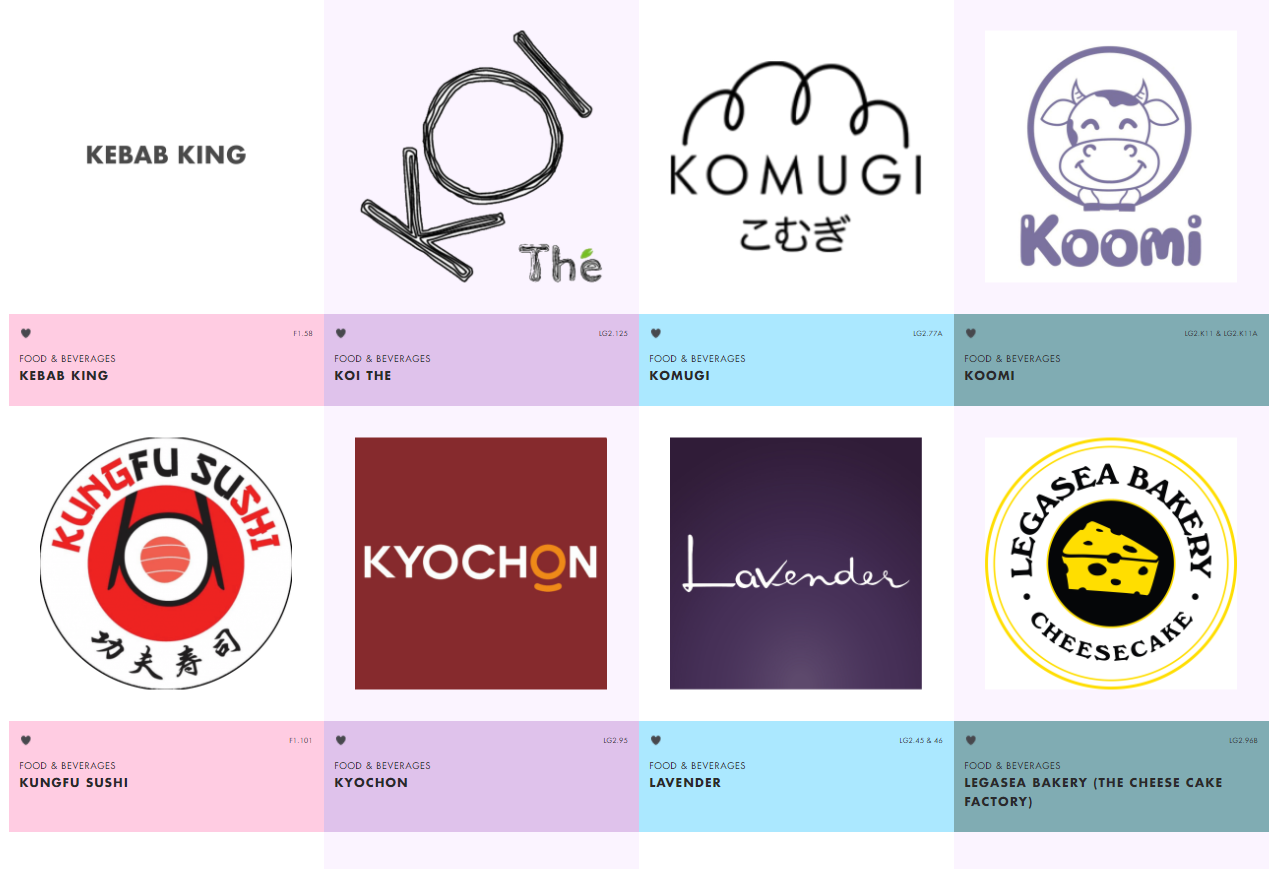 KEBAB KING
KOI
Thé
KOMUGI
こむぎ
Koomi
F1.58
FOOD & BEVERAGES
KEBAB KING
LG2.125
FOOD & BEVERAGES
KOI THE
LG2.77A
FOOD & BEVERAGES
KOMUGI
LG2.K11 & LG2.K11A
FOOD & BEVERAGES
KOOMI
KUNGFU SUSHI
功夫寿司
KYOCHON
Lavender
LEGASEA BAKERY
• CHEESECAKE •
F1.101
FOOD & BEVERAGES
KUNGFU SUSHI
LG2.95
FOOD & BEVERAGES
KYOCHON
LG2.45 & 46
FOOD & BEVERAGES
LAVENDER
LG2.96B
FOOD & BEVERAGES
LEGASEA BAKERY (THE CHEESE CAKE
FACTORY)